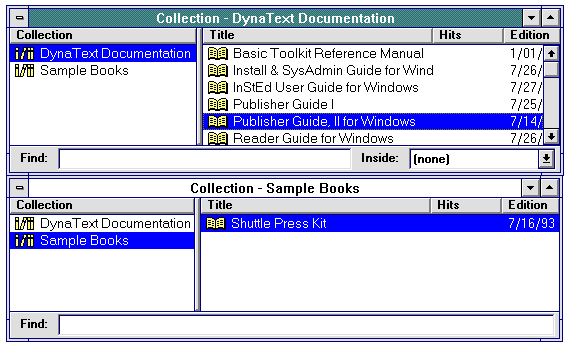 Collection - DynaText Documentation
Collection Title Hits Edition
DynaText Documentation
Sample Books
Basic Toolkit Reference Manual 1/01/
Install & SysAdmin Guide for Wind 7/26/
InStEd User Guide for Windows 7/27/
Publisher Guide I 7/25/
Publisher Guide, II for Windows 7/14/
Reader Guide for Windows 7/26/
Find: Inside: (none)
Collection - Sample Books
Collection Title Hits Edition
DynaText Documentation
Sample Books
Shuttle Press Kit 7/16/93
Find: